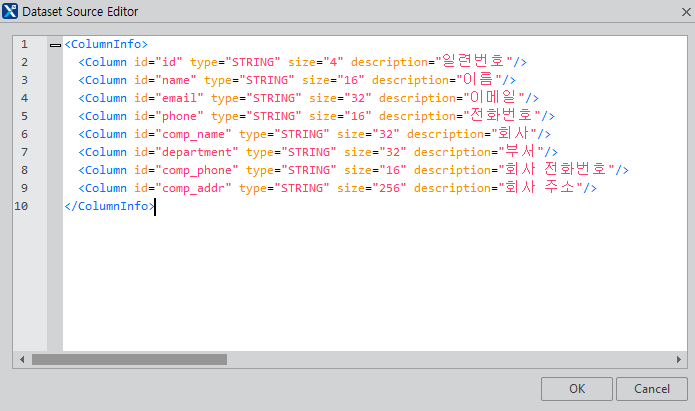 Dataset Source Editor
1 <ColumnInfo>
2 <Column id="id" type="STRING" size="4" description="일련번호"/>
3 <Column id="name" type="STRING" size="16" description="이름"/>
4 <Column id="email" type="STRING" size="32" description="이메일"/>
5 <Column id="phone" type="STRING" size="16" description="전화번호"/>
6 <Column id="comp_name" type="STRING" size="32" description="회사"/>
7 <Column id="department" type="STRING" size="32" description="부서"/>
8 <Column id="comp_phone" type="STRING" size="16" description="회사 전화번호"/>
9 <Column id="comp_addr" type="STRING" size="256" description="회사 주소"/>
10 </ColumnInfo>
OK Cancel